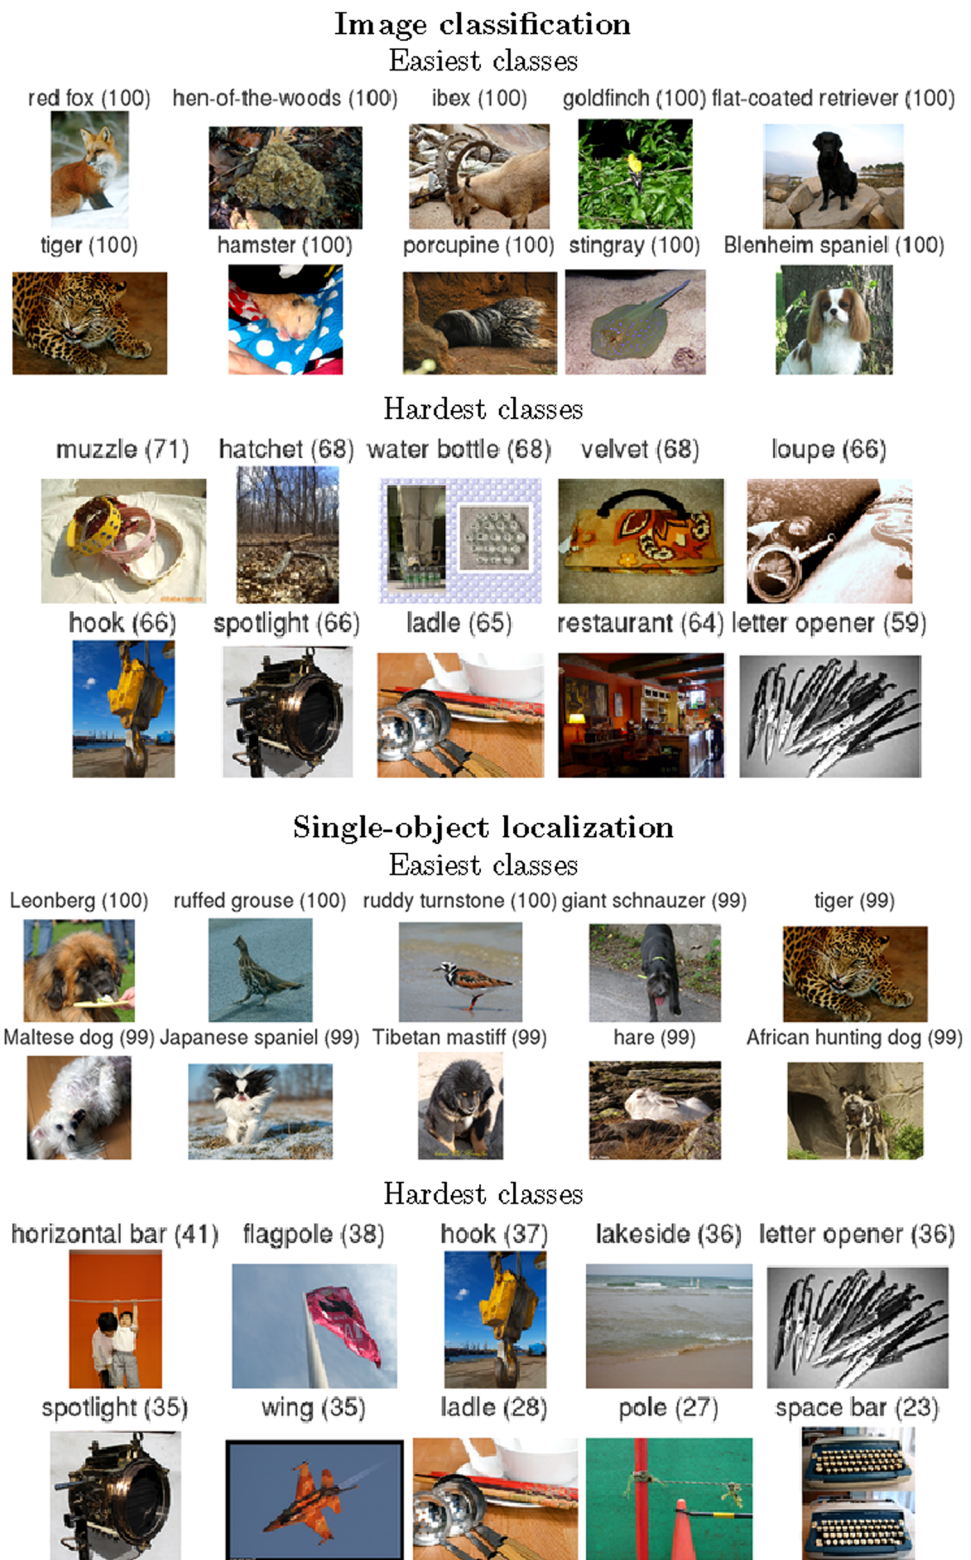 Image classification
Easiest classes
red fox (100) hen-of-the-woods (100) ibex (100) goldfinch (100) flat-coated retriever (100)
tiger (100) hamster (100) porcupine (100) stingray (100) Blenheim spaniel (100)
Hardest classes
muzzle (71) hatchet (68) water bottle (68) velvet (68) loupe (66)
hook (66) spotlight (66) ladle (65) restaurant (64) letter opener (59)
Single-object localization
Easiest classes
Leonberg (100) ruffed grouse (100) ruddy turnstone (100) giant schnauzer (99) tiger (99)
Maltese dog (99) Japanese spaniel (99) Tibetan mastiff (99) hare (99) African hunting dog (99)
Hardest classes
horizontal bar (41) flagpole (38) hook (37) lakeside (36) letter opener (36)
spotlight (35) wing (35) ladle (28) pole (27) space bar (23)